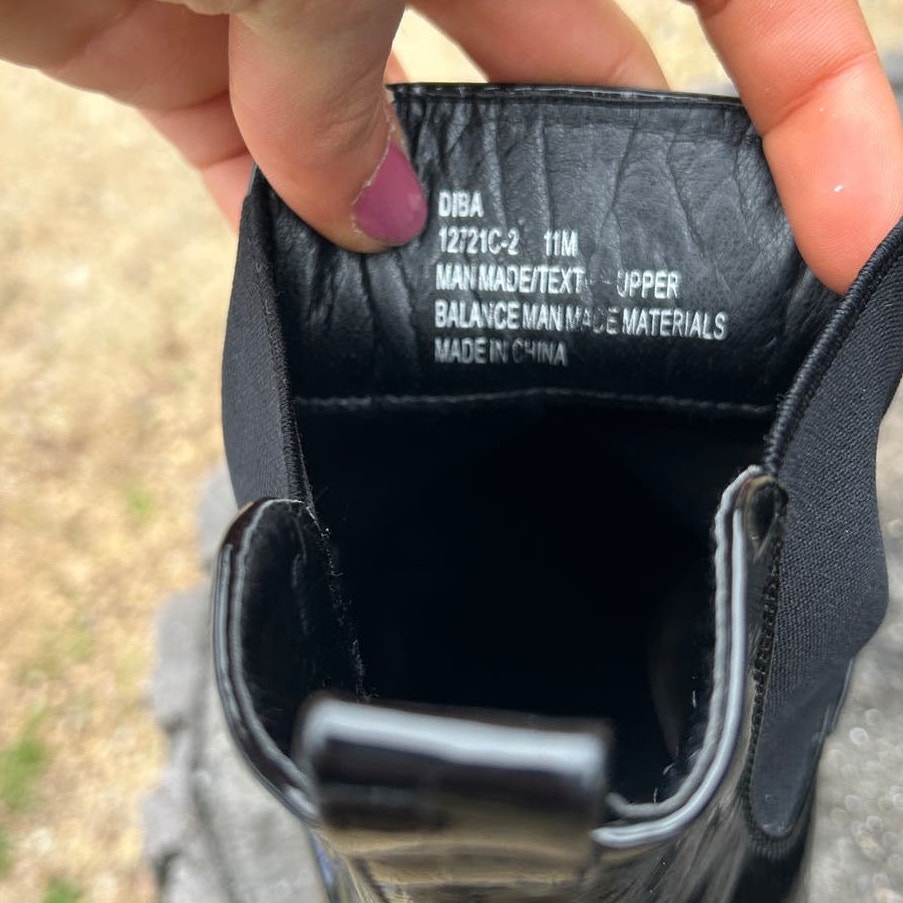 DIBA
12721C-2 11M
MAN MADE/TEXT UPPER
BALANCE MAN MADE MATERIALS
MADE IN CHINA